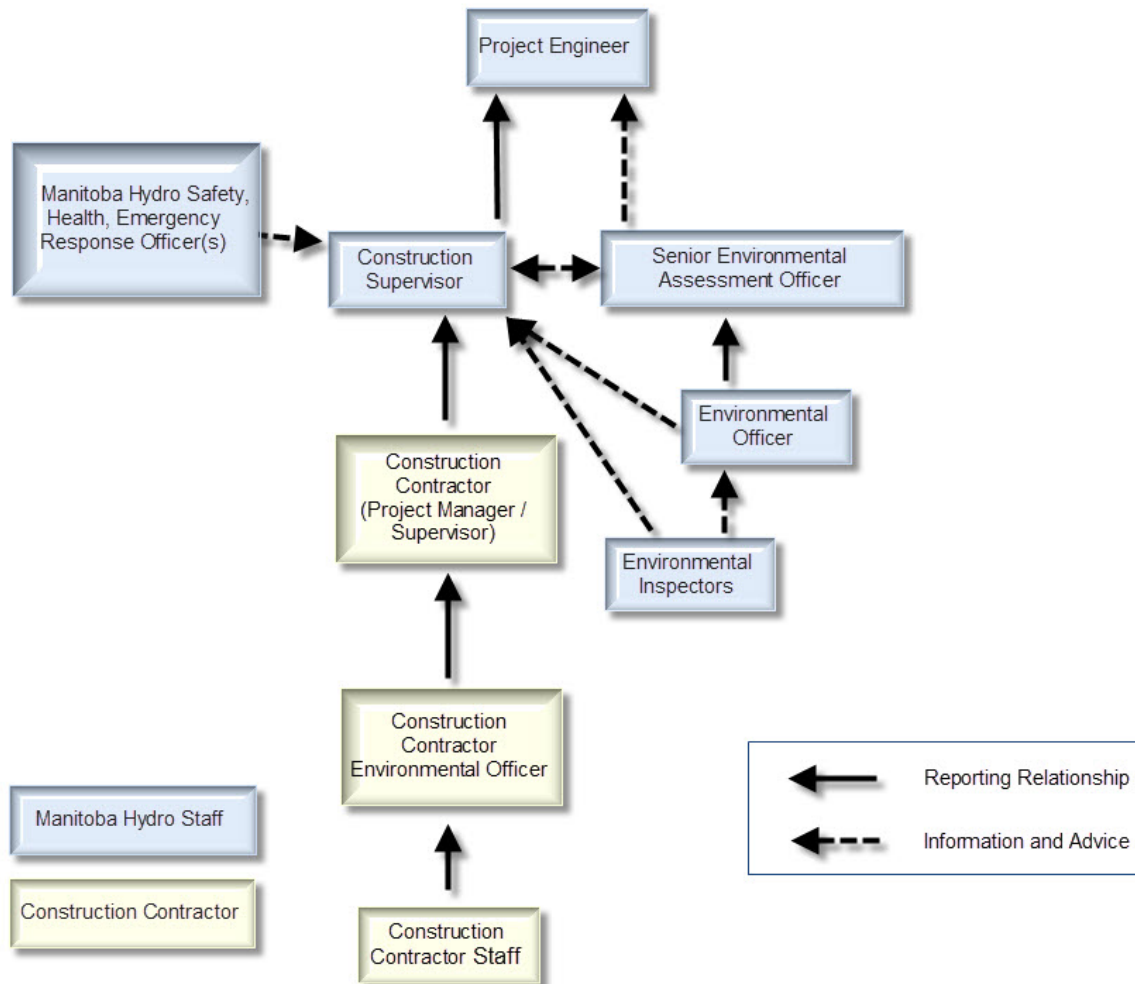 Project Engineer
Manitoba Hydro Safety,
Health, Emergency
Response Officer(s)
Construction
Supervisor
Senior Environmental
Assessment Officer
Environmental
Officer
Construction
Contractor
(Project Manager /
Supervisor)
Environmental
Inspectors
Construction
Contractor
Environmental Officer
Reporting Relationship
Information and Advice
Manitoba Hydro Staff
Construction Contractor
Construction
Contractor Staff